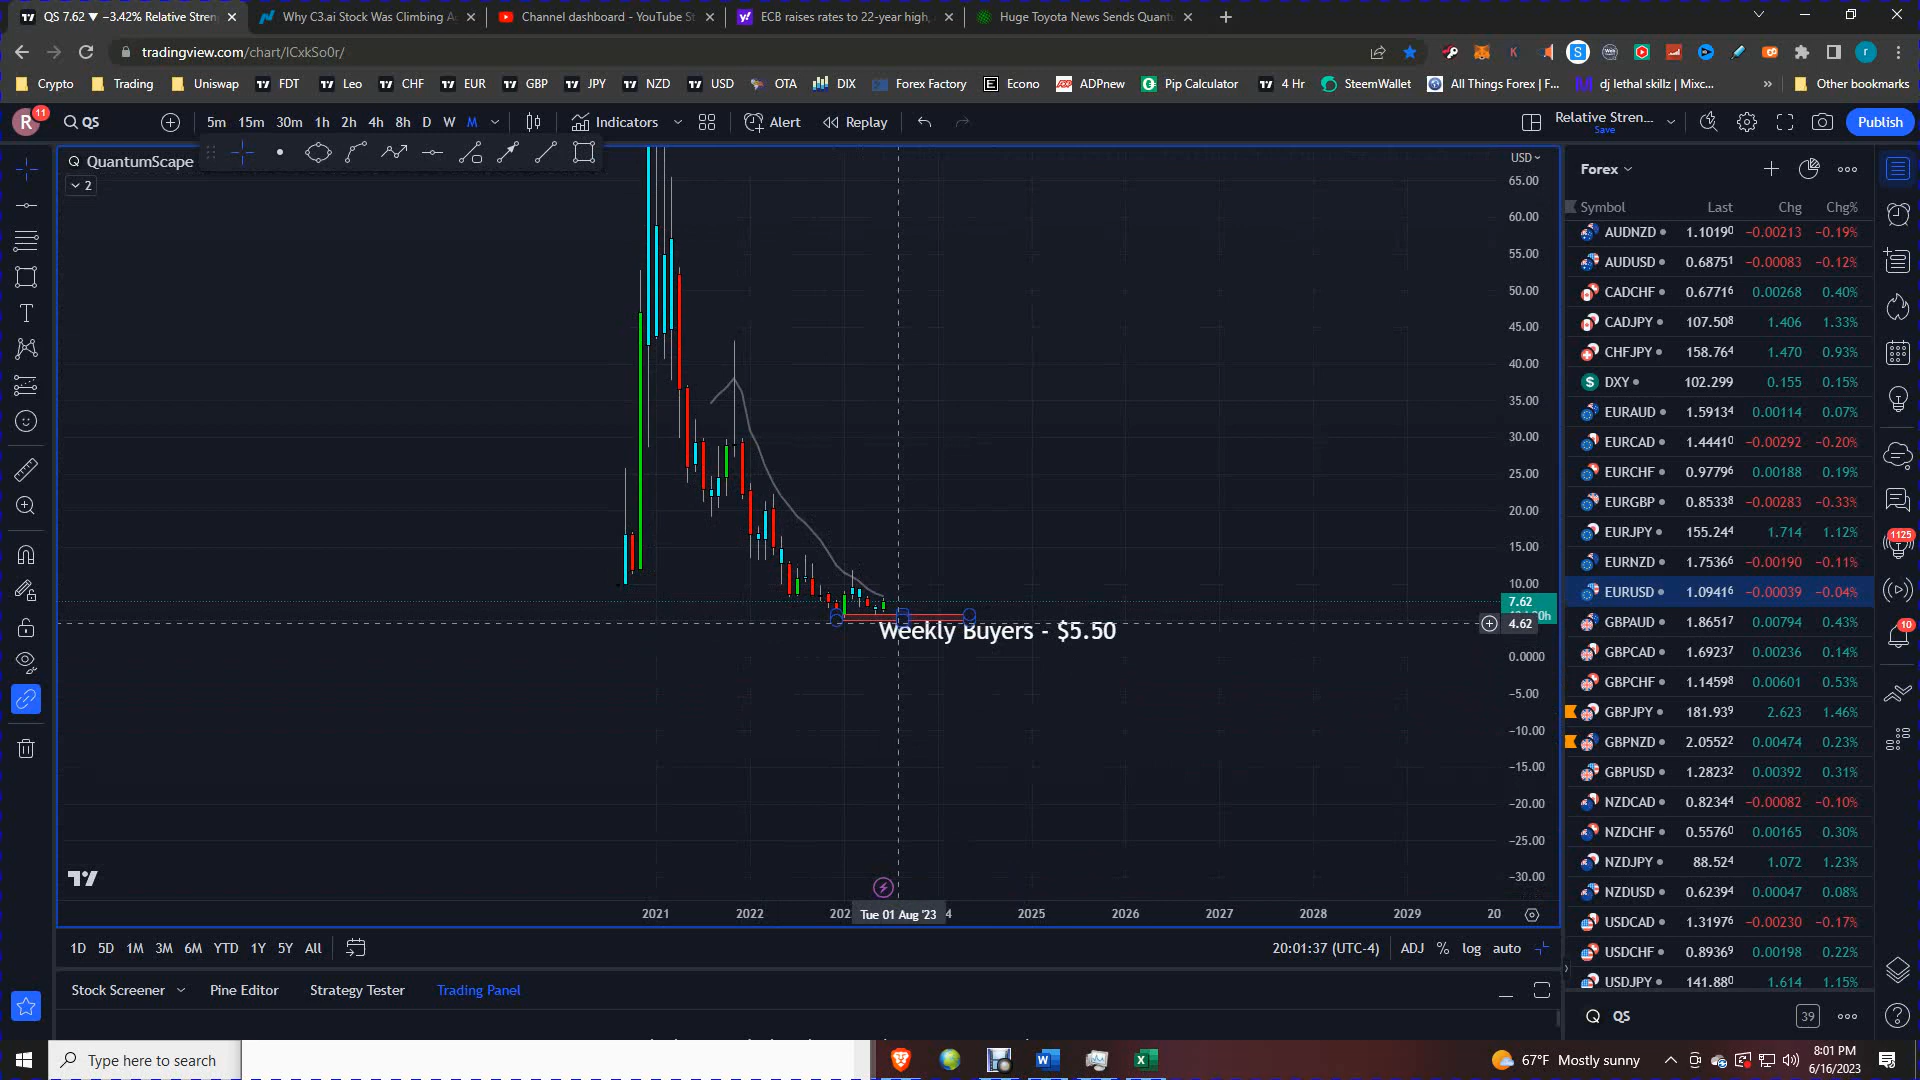 QS 7.62 ▼ −3.42% Relative Stren
Why C3.ai Stock Was Climbing A
Channel dashboard - YouTube St
ECB raises rates to 22-year high,
Huge Toyota News Sends Quant
tradingview.com/chart/lCxkSo0r/
Crypto Trading Uniswap FDT Leo CHF EUR GBP JPY NZD USD OTA DIX Forex Factory Econo ADPnew Pip Calculator 4 Hr SteemWallet All Things Forex | F... dj lethal skillz | Mixc... » Other bookmarks
R 11 QS 5m 15m 30m 1h 2h 4h 8h D W M Indicators Alert Replay Relative Stren... Save Publish
QuantumScape
2
USD
65.00
60.00
55.00
50.00
45.00
40.00
35.00
30.00
25.00
20.00
15.00
10.00
7.62
4.62
0.0000
−5.00
−10.00
−15.00
−20.00
−25.00
−30.00
Weekly Buyers - $5.50
2021 2022 Tue 01 Aug '23 2025 2026 2027 2028 2029 20
1D 5D 1M 3M 6M YTD 1Y 5Y All 20:01:37 (UTC-4) ADJ % log auto
Stock Screener Pine Editor Strategy Tester Trading Panel
Forex
Symbol Last Chg Chg%
AUDNZD 1.10190 −0.00213 −0.19%
AUDUSD 0.68751 −0.00083 −0.12%
CADCHF 0.67716 0.00268 0.40%
CADJPY 107.508 1.406 1.33%
CHFJPY 158.764 1.470 0.93%
DXY 102.299 0.155 0.15%
EURAUD 1.59134 0.00114 0.07%
EURCAD 1.44410 −0.00292 −0.20%
EURCHF 0.97796 0.00188 0.19%
EURGBP 0.85338 −0.00283 −0.33%
EURJPY 155.244 1.714 1.12%
EURNZD 1.75366 −0.00190 −0.11%
EURUSD 1.09416 −0.00039 −0.04%
GBPAUD 1.86517 0.00794 0.43%
GBPCAD 1.69237 0.00236 0.14%
GBPCHF 1.14598 0.00601 0.53%
GBPJPY 181.939 2.623 1.46%
GBPNZD 2.05522 0.00474 0.23%
GBPUSD 1.28232 0.00392 0.31%
NZDCAD 0.82344 −0.00082 −0.10%
NZDCHF 0.55760 0.00165 0.30%
NZDJPY 88.524 1.072 1.23%
NZDUSD 0.62394 0.00047 0.08%
USDCAD 1.31976 −0.00230 −0.17%
USDCHF 0.89369 0.00198 0.22%
USDJPY 141.880 1.614 1.15%
QS 39
1125
10
Type here to search
67°F Mostly sunny
8:01 PM
6/16/2023